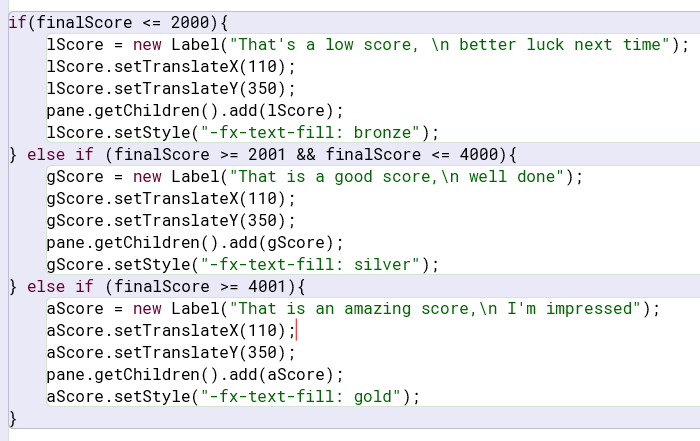 if(finalScore <= 2000){
    lScore = new Label("That's a low score, \n better luck next time");
    lScore.setTranslateX(110);
    lScore.setTranslateY(350);
    pane.getChildren().add(lScore);
    lScore.setStyle("-fx-text-fill: bronze");
} else if (finalScore >= 2001 && finalScore <= 4000){
    gScore = new Label("That is a good score,\n well done");
    gScore.setTranslateX(110);
    gScore.setTranslateY(350);
    pane.getChildren().add(gScore);
    gScore.setStyle("-fx-text-fill: silver");
} else if (finalScore >= 4001){
    aScore = new Label("That is an amazing score,\n I'm impressed");
    aScore.setTranslateX(110);
    aScore.setTranslateY(350);
    pane.getChildren().add(aScore);
    aScore.setStyle("-fx-text-fill: gold");
}